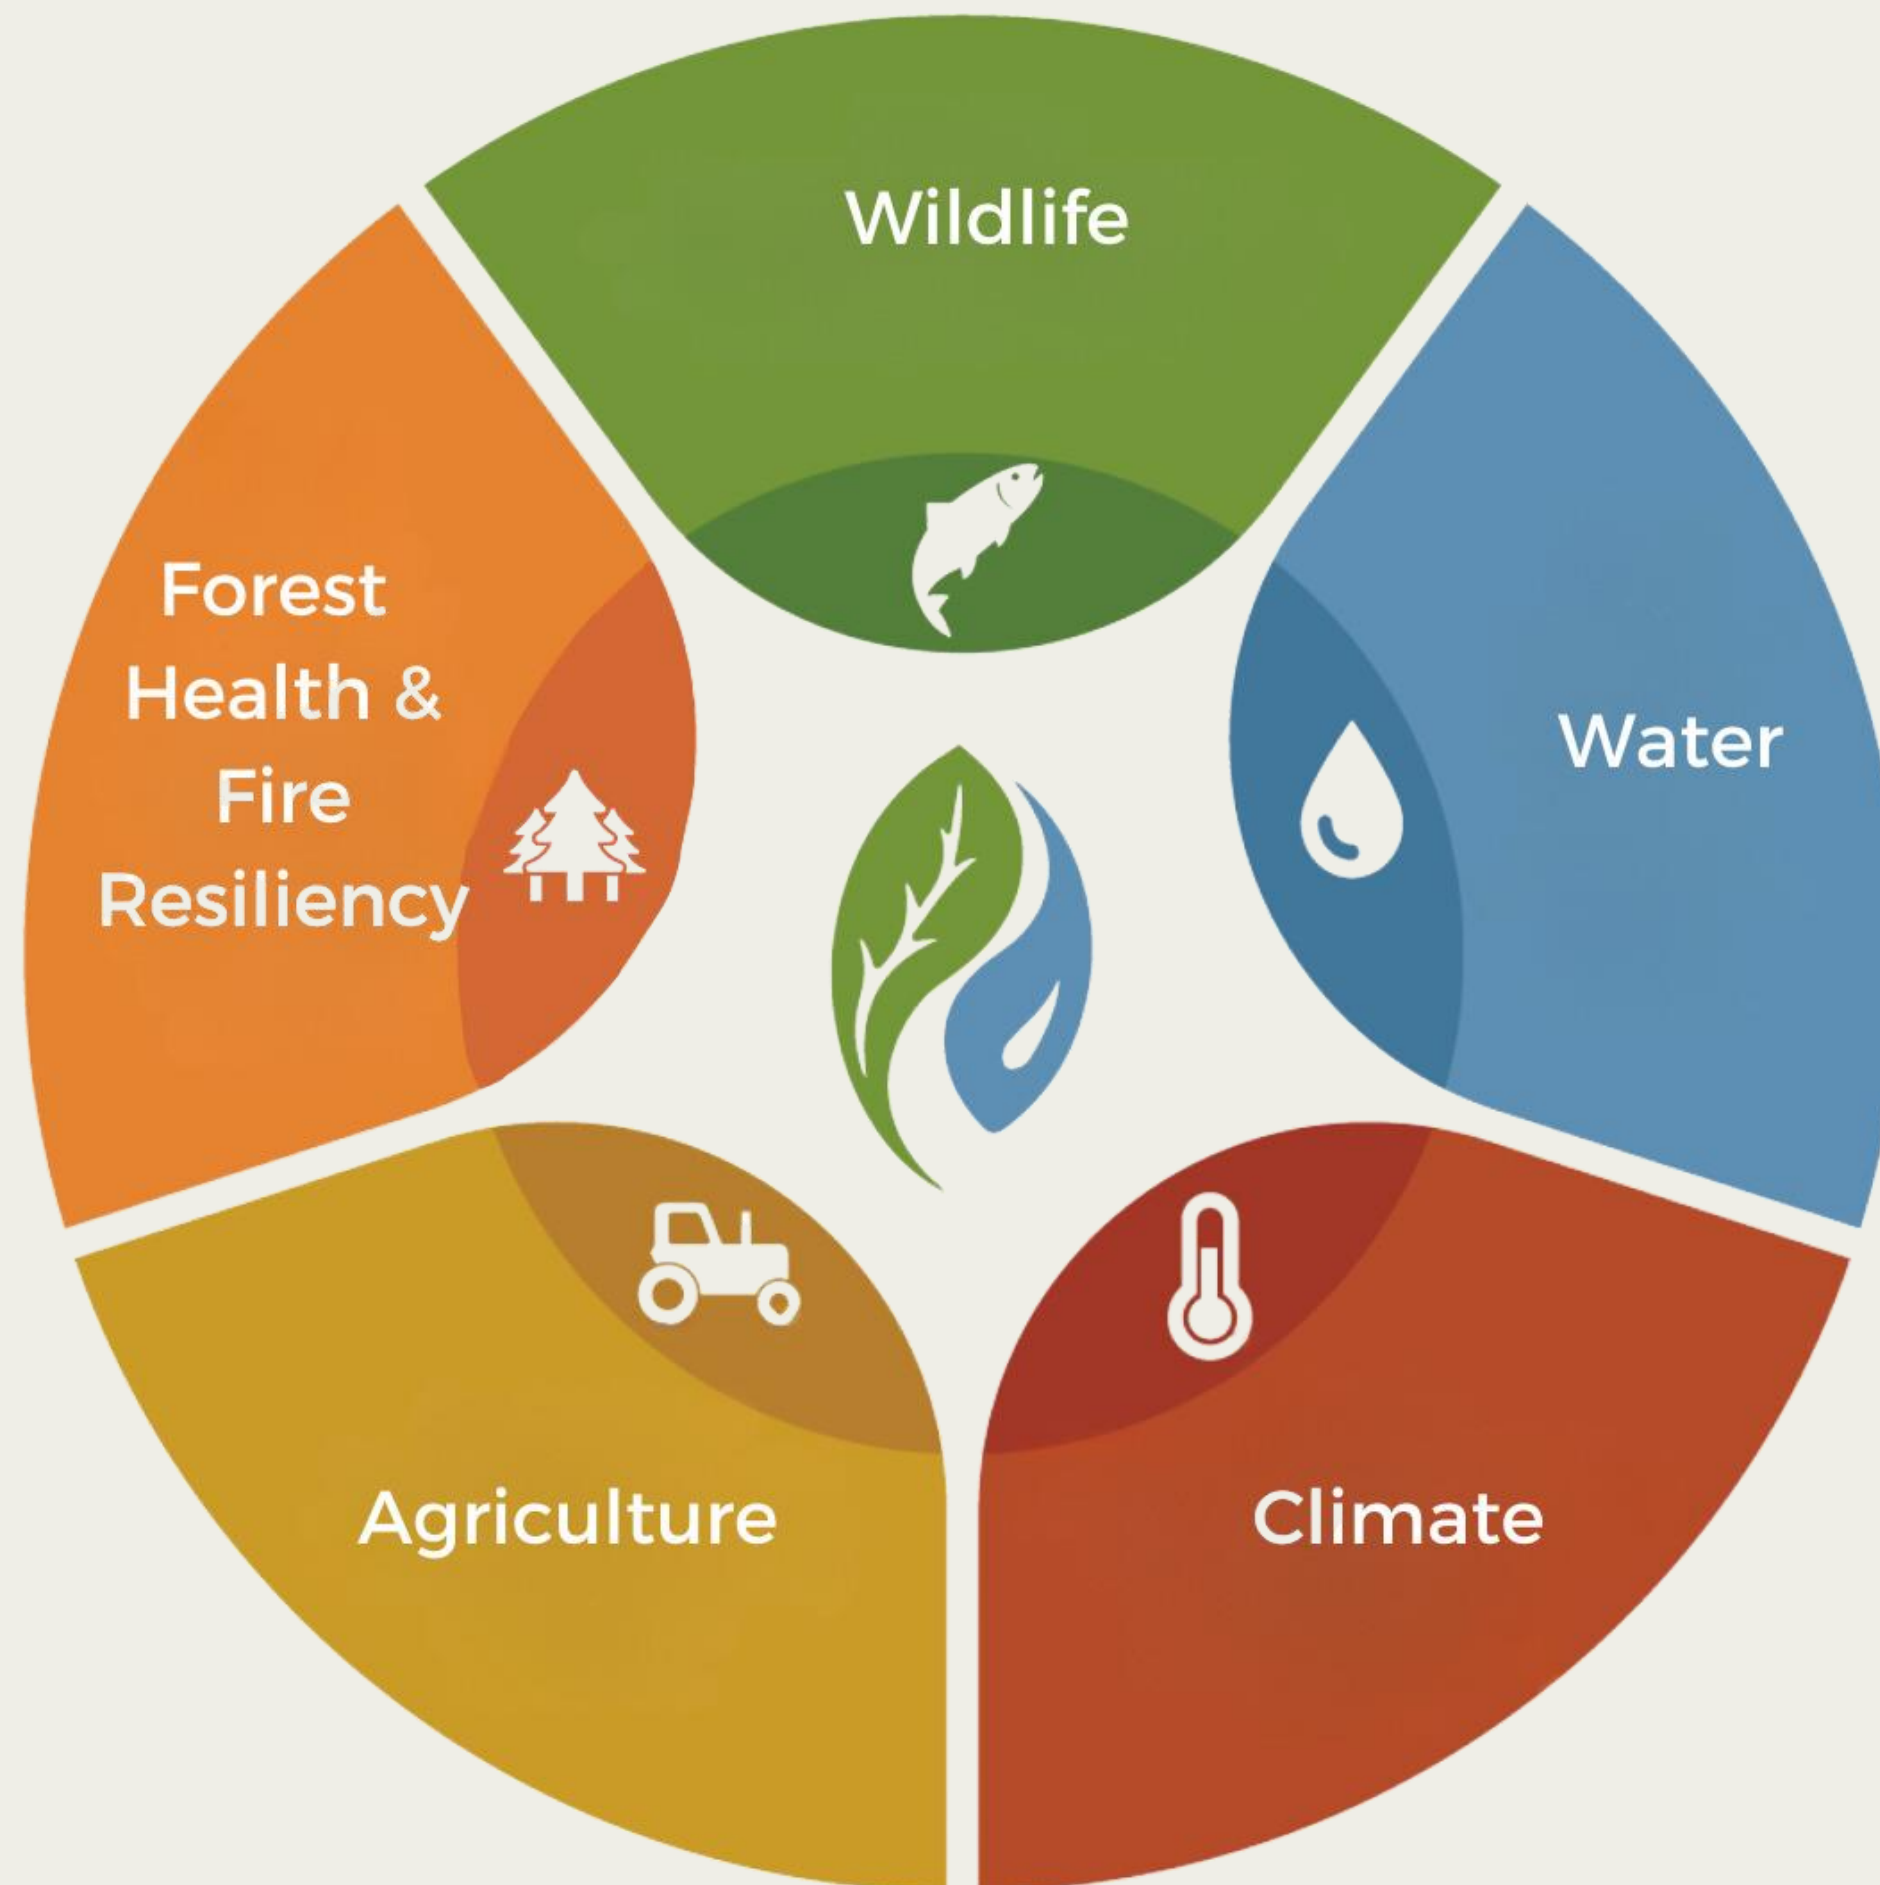 Wildlife
Forest
Health &
Fire
Resiliency
Water
Agriculture
Climate